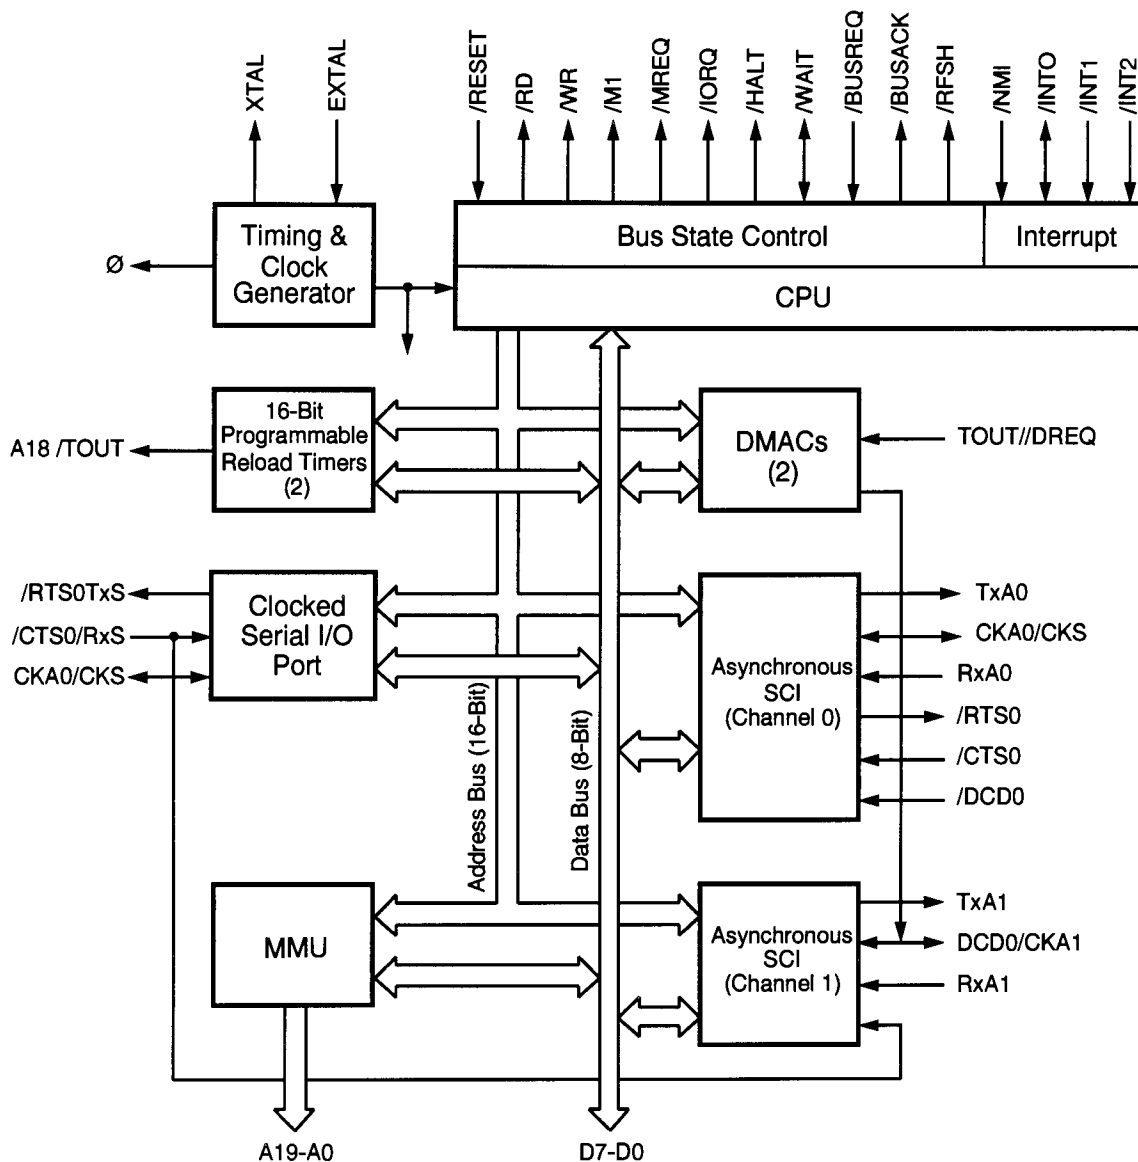 XTAL
EXTAL
/RESET
/RD
/WR
/M1
/MREQ
/IORQ
/HALT
/WAIT
/BUSREQ
/BUSACK
/RFSH
/NMI
/INTO
/INT1
/INT2
Timing &
Clock
Generator
Ø
Bus State Control
Interrupt
CPU
16-Bit
Programmable
Reload Timers
(2)
A18 /TOUT
DMACs
(2)
TOUT//DREQ
/RTS0TxS
/CTS0/RxS
CKA0/CKS
Clocked
Serial I/O
Port
Address Bus (16-Bit)
Data Bus (8-Bit)
Asynchronous
SCI
(Channel 0)
TxA0
CKA0/CKS
RxA0
/RTS0
/CTS0
/DCD0
MMU
Asynchronous
SCI
(Channel 1)
TxA1
DCD0/CKA1
RxA1
A19-A0
D7-D0